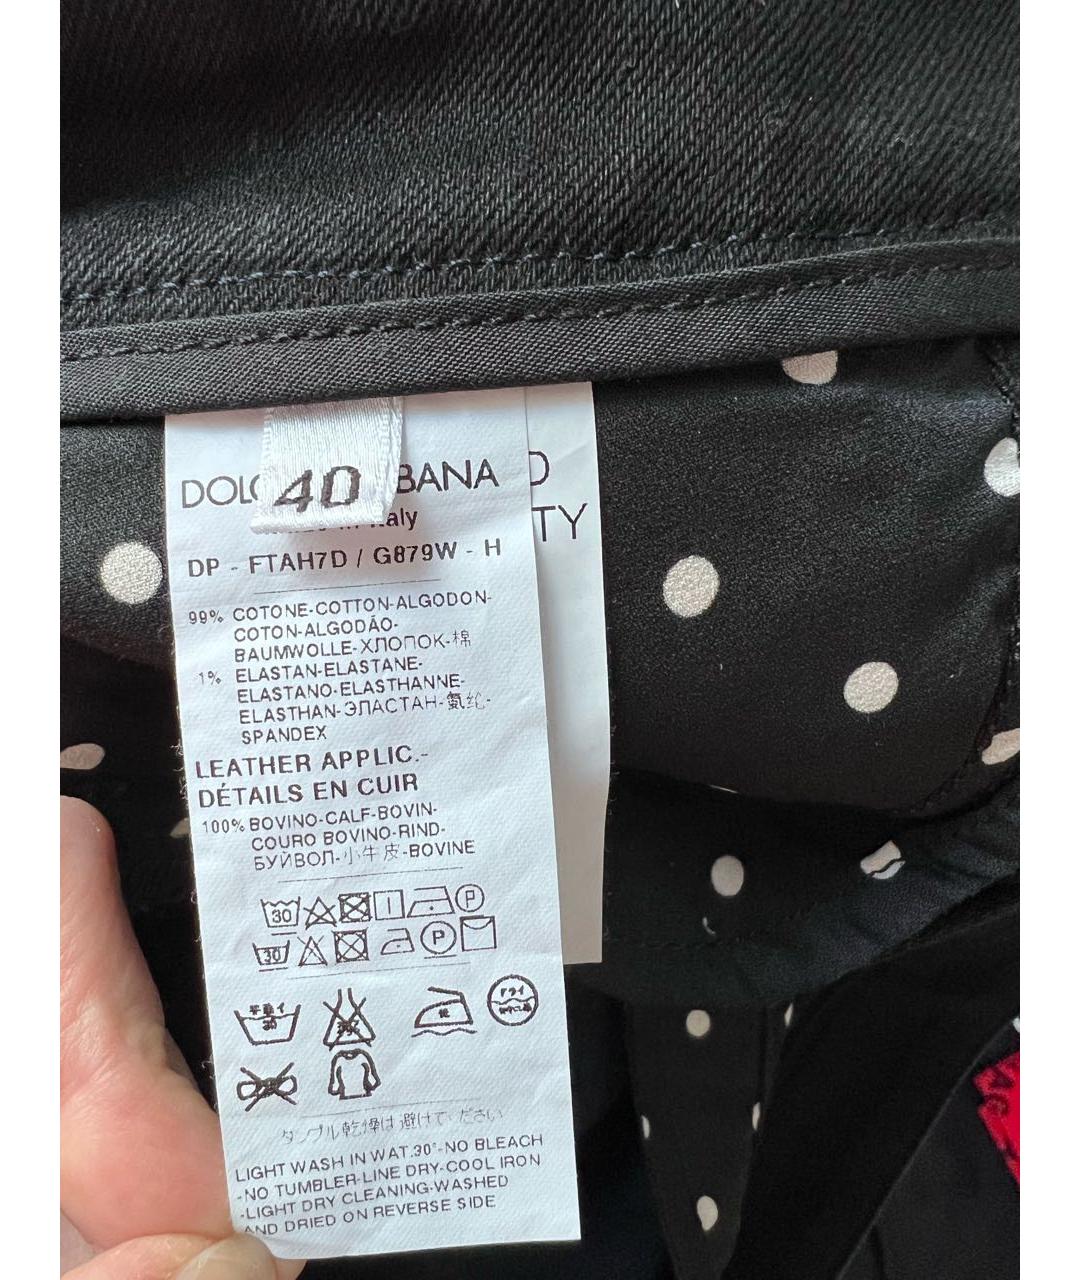 DOL
40
BANA
aly
DP - FTAH7D / G879W - H
99% COTONE-COTTON-ALGODON-
COTON-ALGODÃO-
BAUMWOLLE-ХЛОПОК-棉
1% ELASTAN-ELASTANE-
ELASTANO-ELASTHANNE-
ELASTHAN-ЭЛАСТАН-氨纶-
SPANDEX
LEATHER APPLIC.-
DÉTAILS EN CUIR
100% BOVINO-CALF-BOVIN-
COURO BOVINO-RIND-
БУЙВОЛ-小牛皮-BOVINE
30 P
30 P
30
タンブル乾燥は避けてください
LIGHT WASH IN WAT.30°-NO BLEACH
-NO TUMBLER-LINE DRY-COOL IRON
-LIGHT DRY CLEANING-WASHED
AND DRIED ON REVERSE SIDE
TY